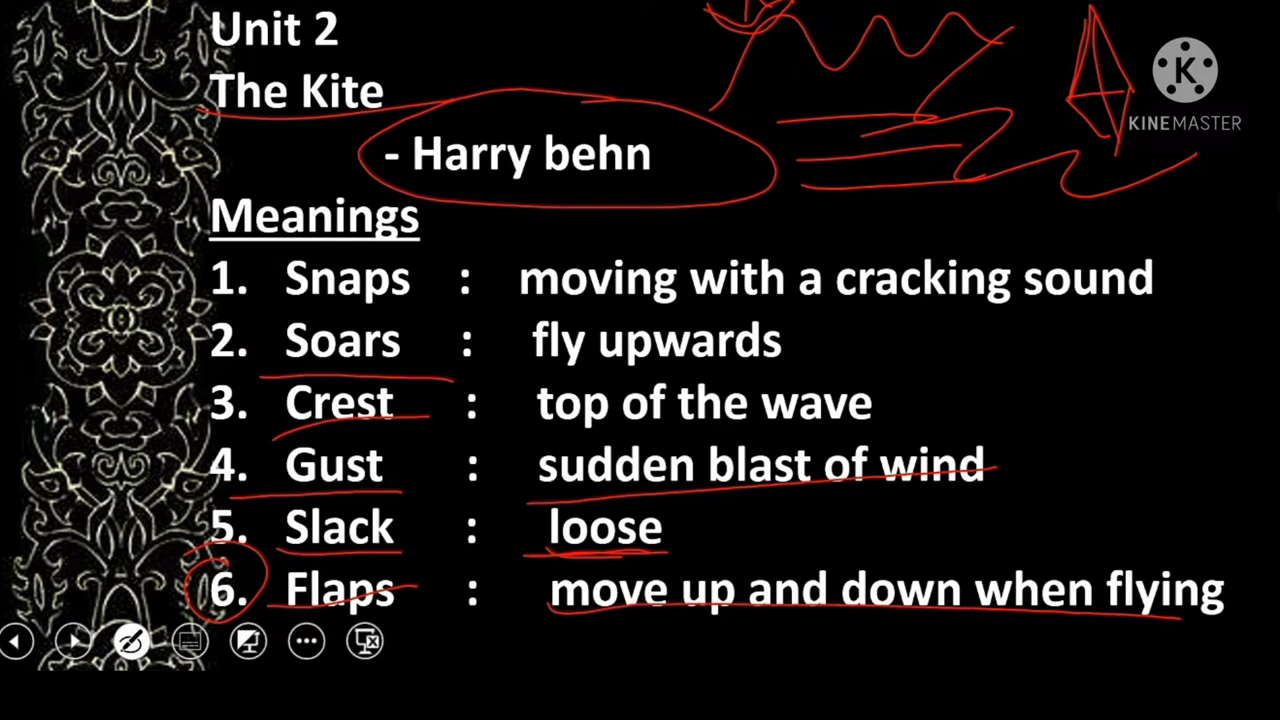 Unit 2
The Kite
- Harry behn
Meanings
1. Snaps : moving with a cracking sound
2. Soars : fly upwards
3. Crest : top of the wave
4. Gust : sudden blast of wind
5. Slack : loose
6. Flaps : move up and down when flying
K
KINEMASTER